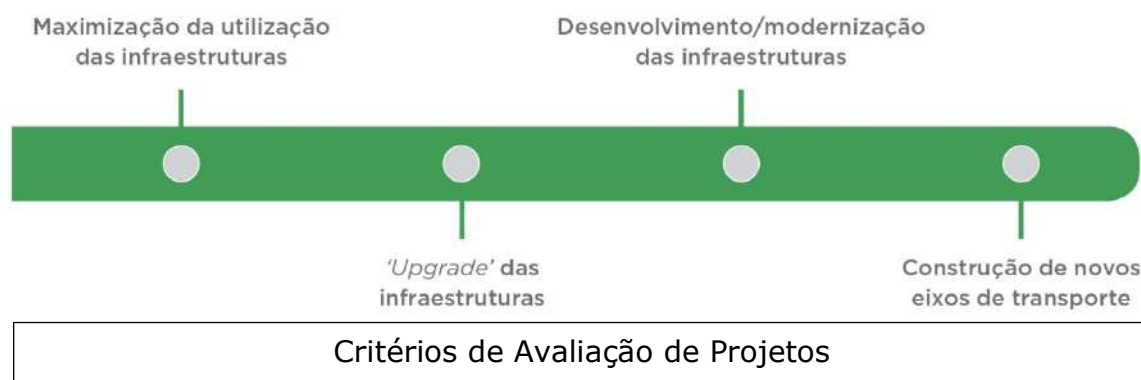 Maximização da utilização
das infraestruturas
Desenvolvimento/modernização
das infraestruturas
'Upgrade' das
infraestruturas
Construção de novos
eixos de transporte
Critérios de Avaliação de Projetos